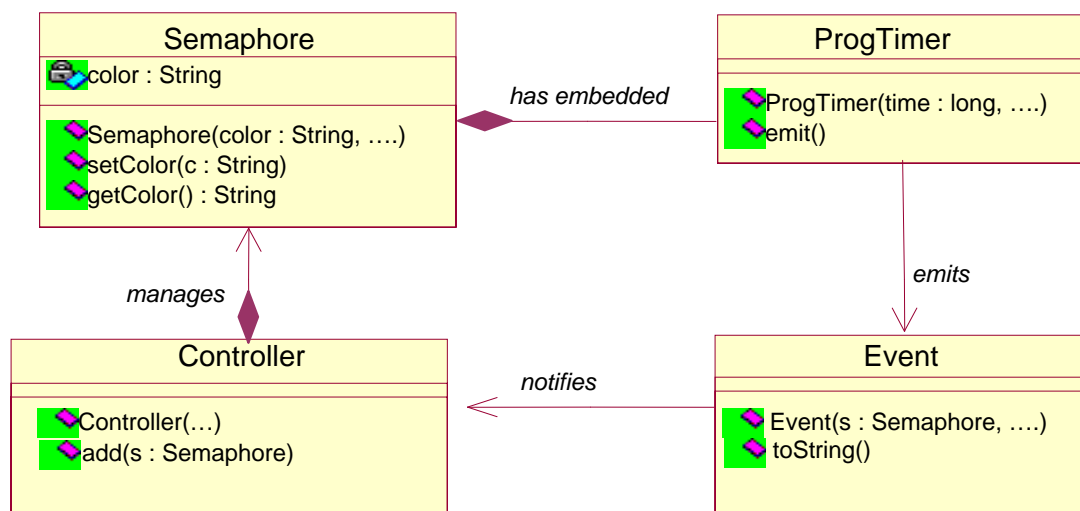 Semaphore
color : String
Semaphore(color : String, ….)
setColor(c : String)
getColor() : String
has embedded
ProgTimer
ProgTimer(time : long, ….)
emit()
manages
emits
Controller
Controller(…)
add(s : Semaphore)
notifies
Event
Event(s : Semaphore, ….)
toString()